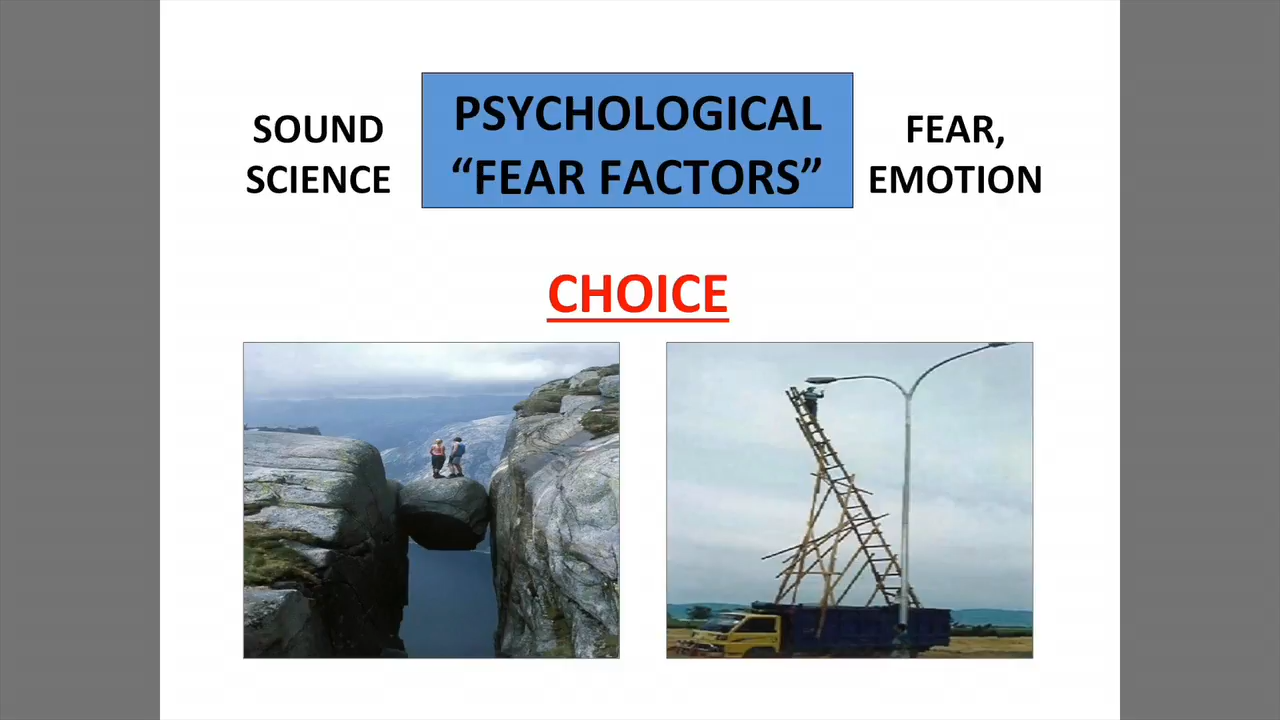 SOUND
SCIENCE
PSYCHOLOGICAL
“FEAR FACTORS”
FEAR,
EMOTION
CHOICE